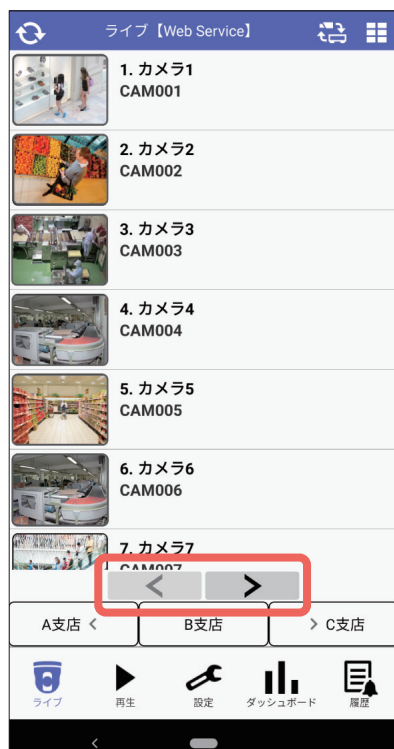 ライブ【Web Service】
1. カメラ1
CAM001
2. カメラ2
CAM002
3. カメラ3
CAM003
4. カメラ4
CAM004
5. カメラ5
CAM005
6. カメラ6
CAM006
7. カメラ7
CAM007
< >
A支店 < B支店 > C支店
ライブ 再生 設定 ダッシュボード 履歴